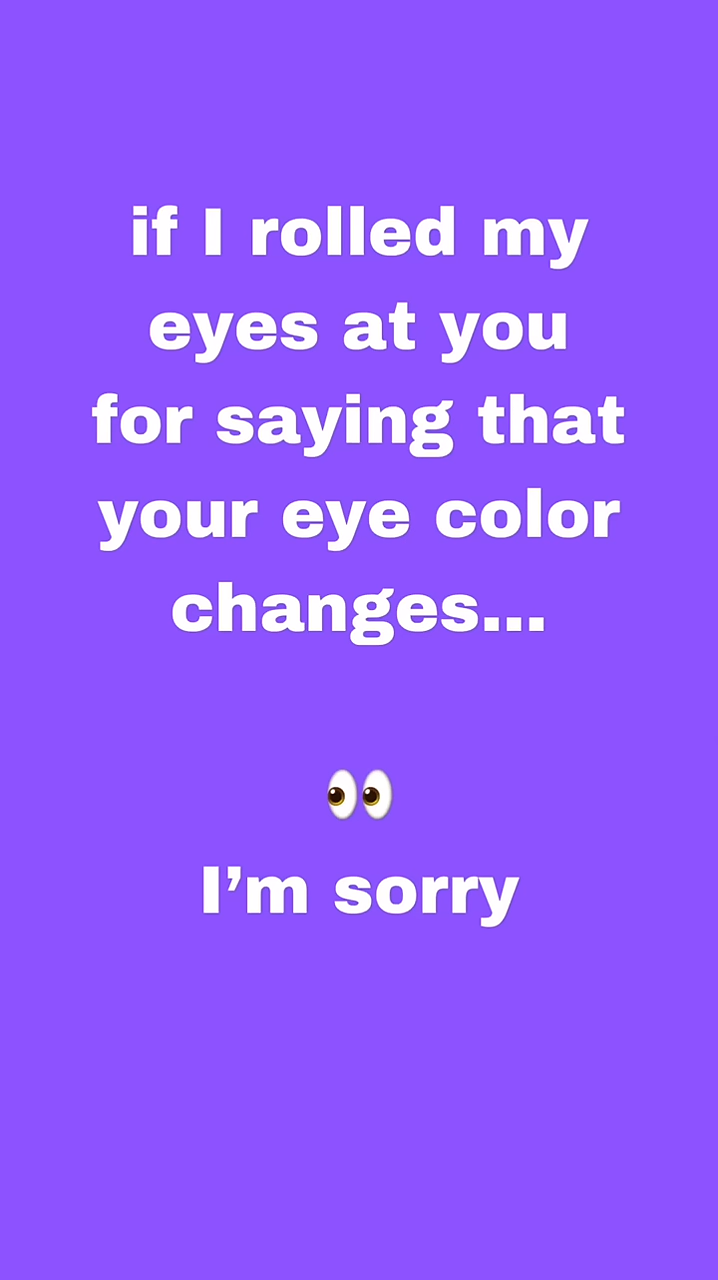 if I rolled my
eyes at you
for saying that
your eye color
changes...
👀
I'm sorry